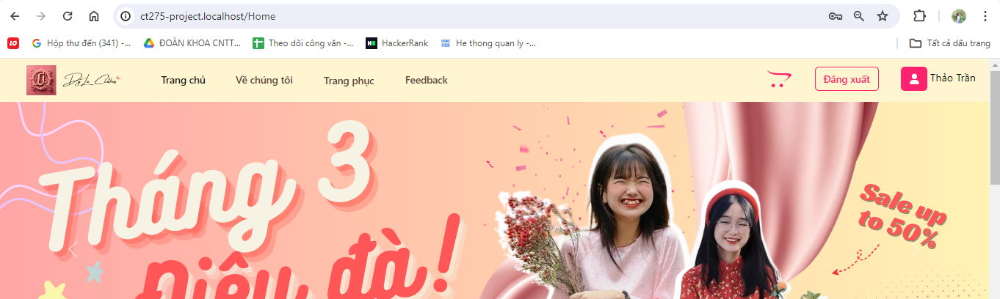 ct275-project.localhost/Home
Hộp thư đến (341) -...
ĐOÀN KHOA CNTT...
Theo dõi công văn -...
HackerRank
He thong quan ly -...
Tất cả dấu trang
Trang chủ
Về chúng tôi
Trang phục
Feedback
Đăng xuất
Thảo Trần
Tháng 3
Diệu đà!
Sale up
to 50%